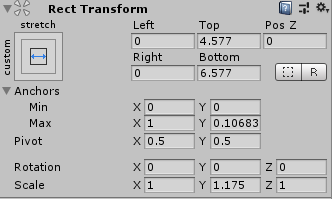 Rect Transform
stretch
custom
Left Top Pos Z
0 4.577 0
Right Bottom
0 6.577
R
Anchors
Min X 0 Y 0
Max X 1 Y 0.10683
Pivot X 0.5 Y 0.5
Rotation X 0 Y 0 Z 0
Scale X 1 Y 1.175 Z 1